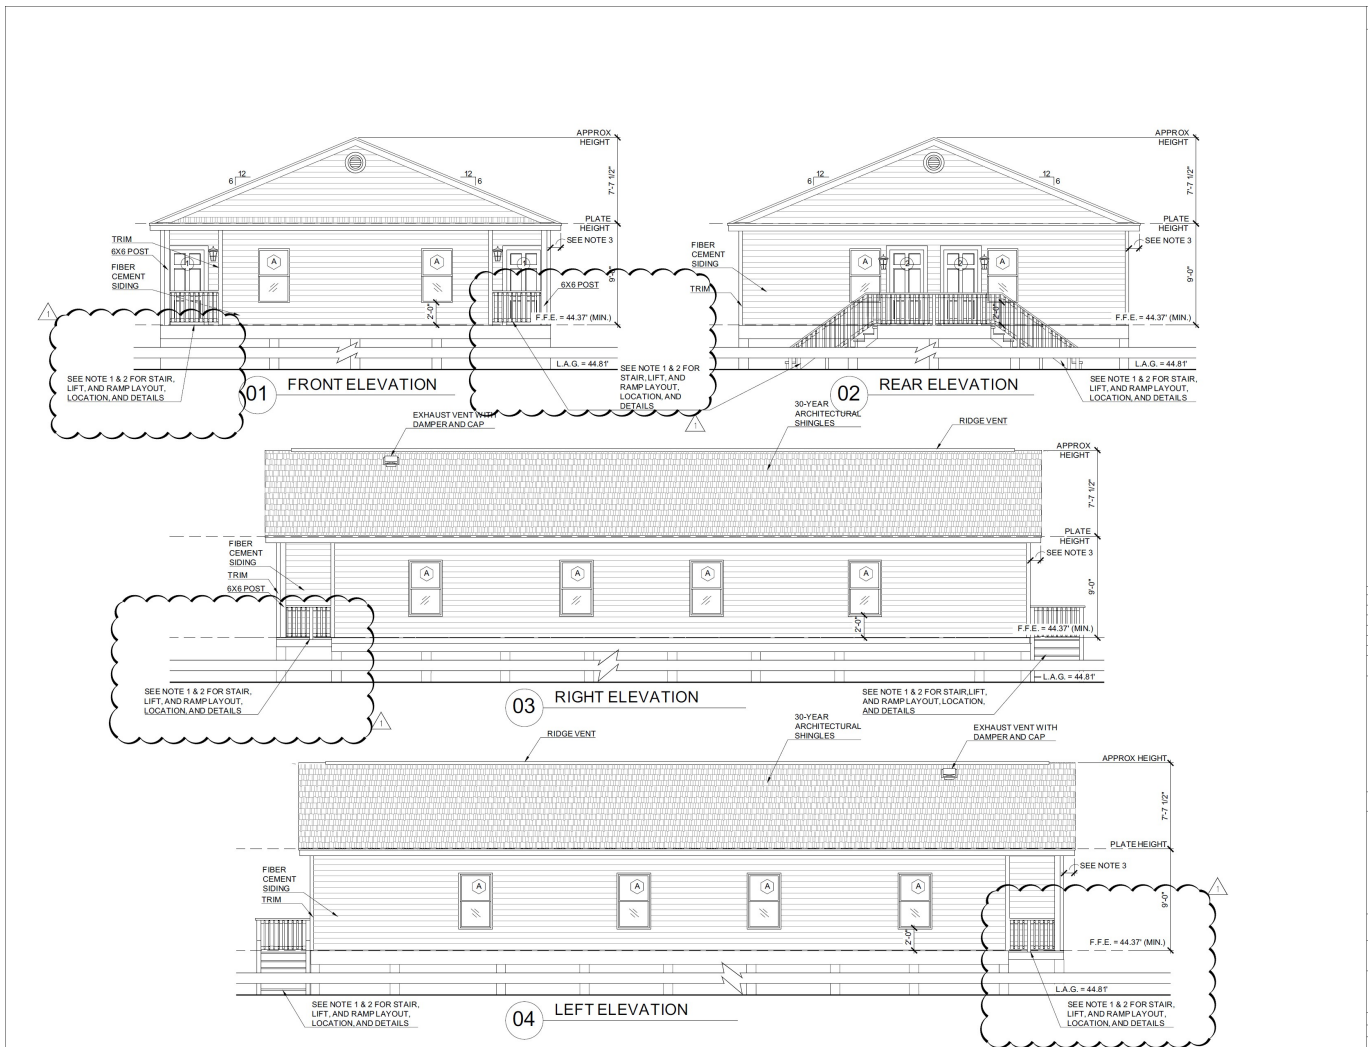 APPROX
HEIGHT
12
6
12
6
7'-7 1/2"
PLATE
HEIGHT
SEE NOTE 3
TRIM
6X6 POST
FIBER
CEMENT
SIDING
1
A
A
1
6X6 POST
9'-0"
2'-0"
F.F.E. = 44.37' (MIN.)
L.A.G. = 44.81'
1
SEE NOTE 1 & 2 FOR STAIR,
LIFT, AND RAMP LAYOUT,
LOCATION, AND DETAILS
SEE NOTE 1 & 2 FOR
STAIR, LIFT, AND
RAMP LAYOUT,
LOCATION, AND
DETAILS
1
01 FRONT ELEVATION
APPROX
HEIGHT
12
6
12
6
7'-7 1/2"
PLATE
HEIGHT
SEE NOTE 3
FIBER
CEMENT
SIDING
TRIM
A
2
2
A
9'-0"
2'-0"
F.F.E. = 44.37' (MIN.)
L.A.G. = 44.81'
SEE NOTE 1 & 2 FOR STAIR,
LIFT, AND RAMP LAYOUT,
LOCATION, AND DETAILS
02 REAR ELEVATION
EXHAUST VENT WITH
DAMPER AND CAP
30-YEAR
ARCHITECTURAL
SHINGLES
RIDGE VENT
APPROX
HEIGHT
7'-7 1/2"
PLATE
HEIGHT
SEE NOTE 3
FIBER
CEMENT
SIDING
TRIM
6X6 POST
A
A
A
A
9'-0"
2'-0"
F.F.E. = 44.37' (MIN.)
L.A.G. = 44.81'
SEE NOTE 1 & 2 FOR STAIR,
LIFT, AND RAMP LAYOUT,
LOCATION, AND DETAILS
1
SEE NOTE 1 & 2 FOR STAIR,LIFT,
AND RAMP LAYOUT, LOCATION,
AND DETAILS
03 RIGHT ELEVATION
RIDGE VENT
30-YEAR
ARCHITECTURAL
SHINGLES
EXHAUST VENT WITH
DAMPER AND CAP
APPROX HEIGHT
7'-7 1/2"
PLATE HEIGHT
SEE NOTE 3
FIBER
CEMENT
SIDING
TRIM
A
A
A
A
1
9'-0"
2'-0"
F.F.E. = 44.37' (MIN.)
L.A.G. = 44.81'
SEE NOTE 1 & 2 FOR STAIR,
LIFT, AND RAMP LAYOUT,
LOCATION, AND DETAILS
SEE NOTE 1 & 2 FOR STAIR,
LIFT, AND RAMP LAYOUT,
LOCATION, AND DETAILS
04 LEFT ELEVATION